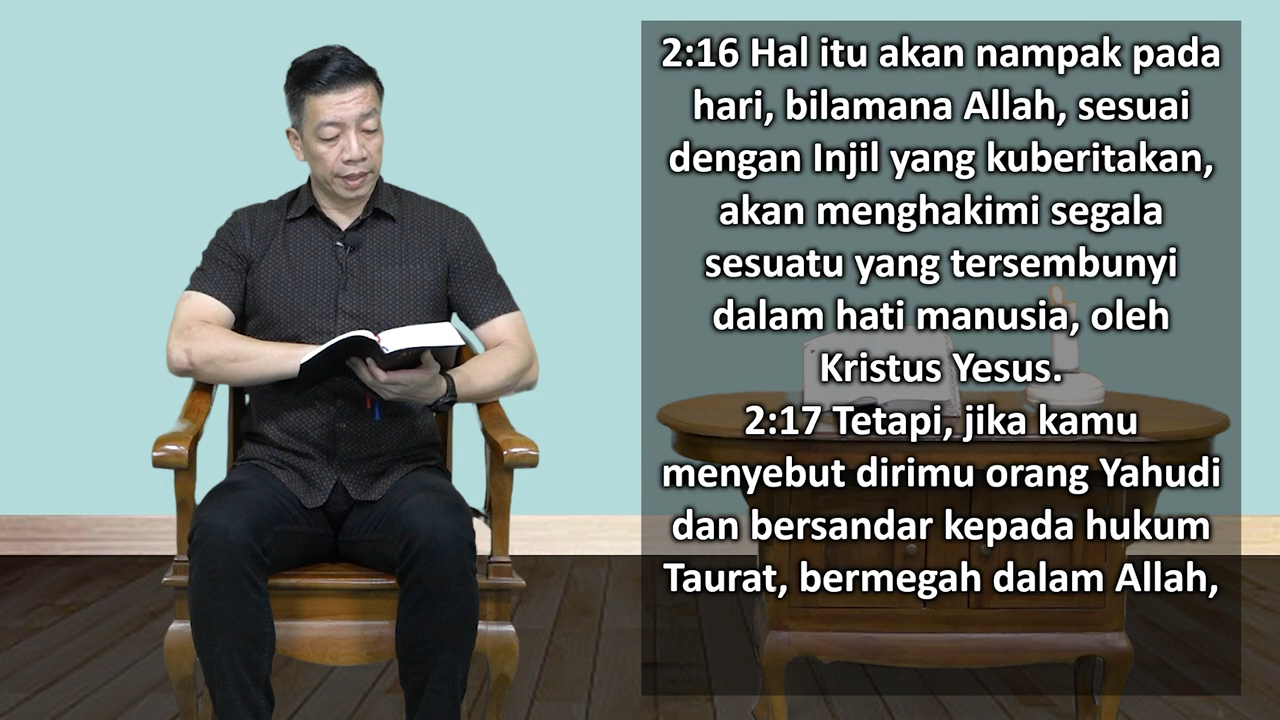 2:16 Hal itu akan nampak pada
hari, bilamana Allah, sesuai
dengan Injil yang kuberitakan,
akan menghakimi segala
sesuatu yang tersembunyi
dalam hati manusia, oleh
Kristus Yesus.
2:17 Tetapi, jika kamu
menyebut dirimu orang Yahudi
dan bersandar kepada hukum
Taurat, bermegah dalam Allah,